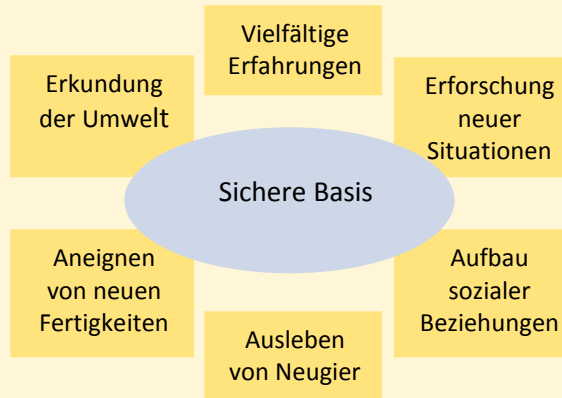 Vielfältige
Erfahrungen
Erkundung
der Umwelt
Erforschung
neuer
Situationen
Sichere Basis
Aneignen
von neuen
Fertigkeiten
Aufbau
sozialer
Beziehungen
Ausleben
von Neugier